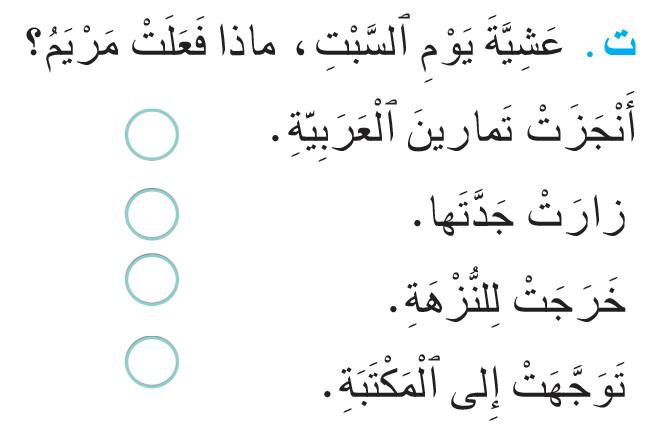 ت. عَشِيَّةَ يَوْمِ ٱلسَّبْتِ، ماذا فَعَلَتْ مَرْيَمُ؟
أَنْجَزَتْ تَمارينَ ٱلْعَرَبِيّةِ.
زارَتْ جَدَّتَها.
خَرَجَتْ لِلنُّزْهَةِ.
تَوَجَّهَتْ إِلى ٱلْمَكْتَبَةِ.